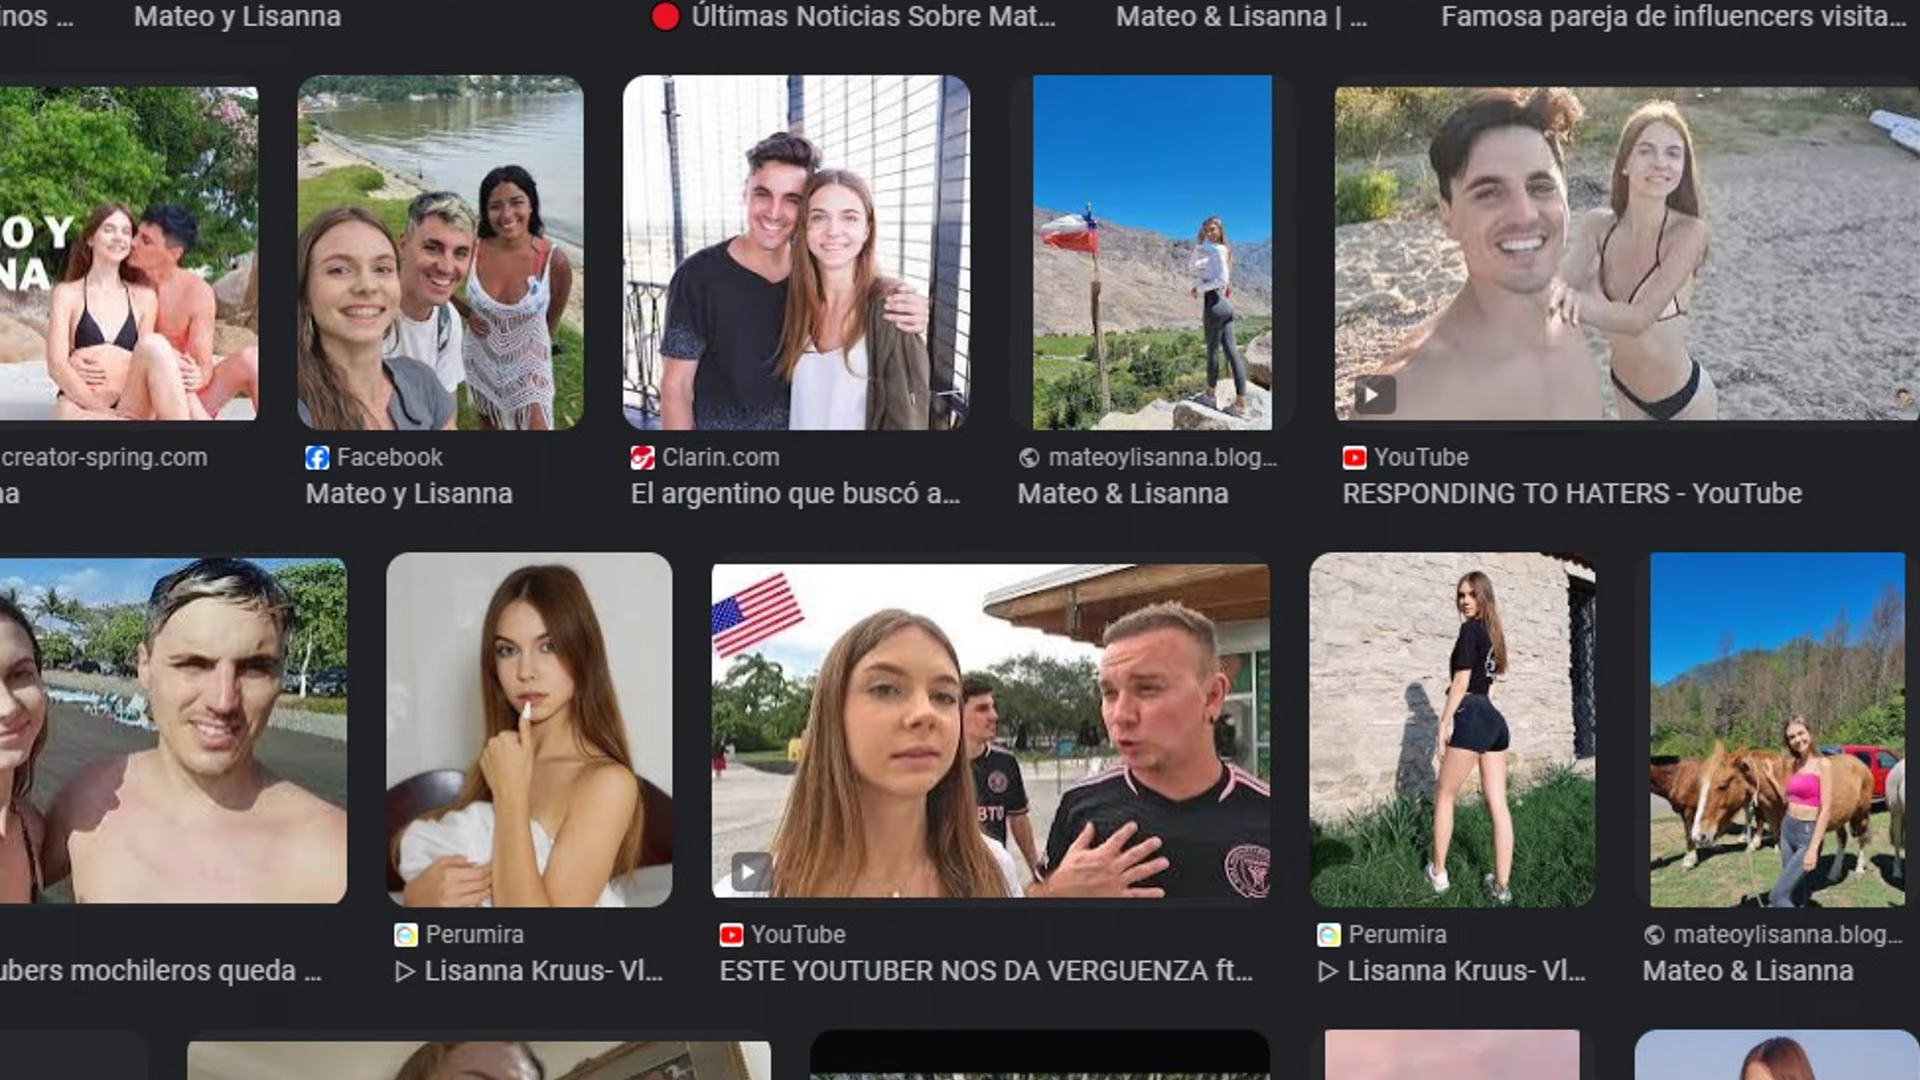 inos ...
Mateo y Lisanna
Últimas Noticias Sobre Mat...
Mateo & Lisanna | ...
Famosa pareja de influencers visita...
O Y
NA
creator-spring.com
na
Facebook
Mateo y Lisanna
Clarin.com
El argentino que buscó a...
mateoylisanna.blog...
Mateo & Lisanna
YouTube
RESPONDING TO HATERS - YouTube
BTO
ubers mochileros queda ...
Perumira
▷ Lisanna Kruus- Vl...
YouTube
ESTE YOUTUBER NOS DA VERGUENZA ft...
Perumira
▷ Lisanna Kruus- Vl...
mateoylisanna.blog...
Mateo & Lisanna